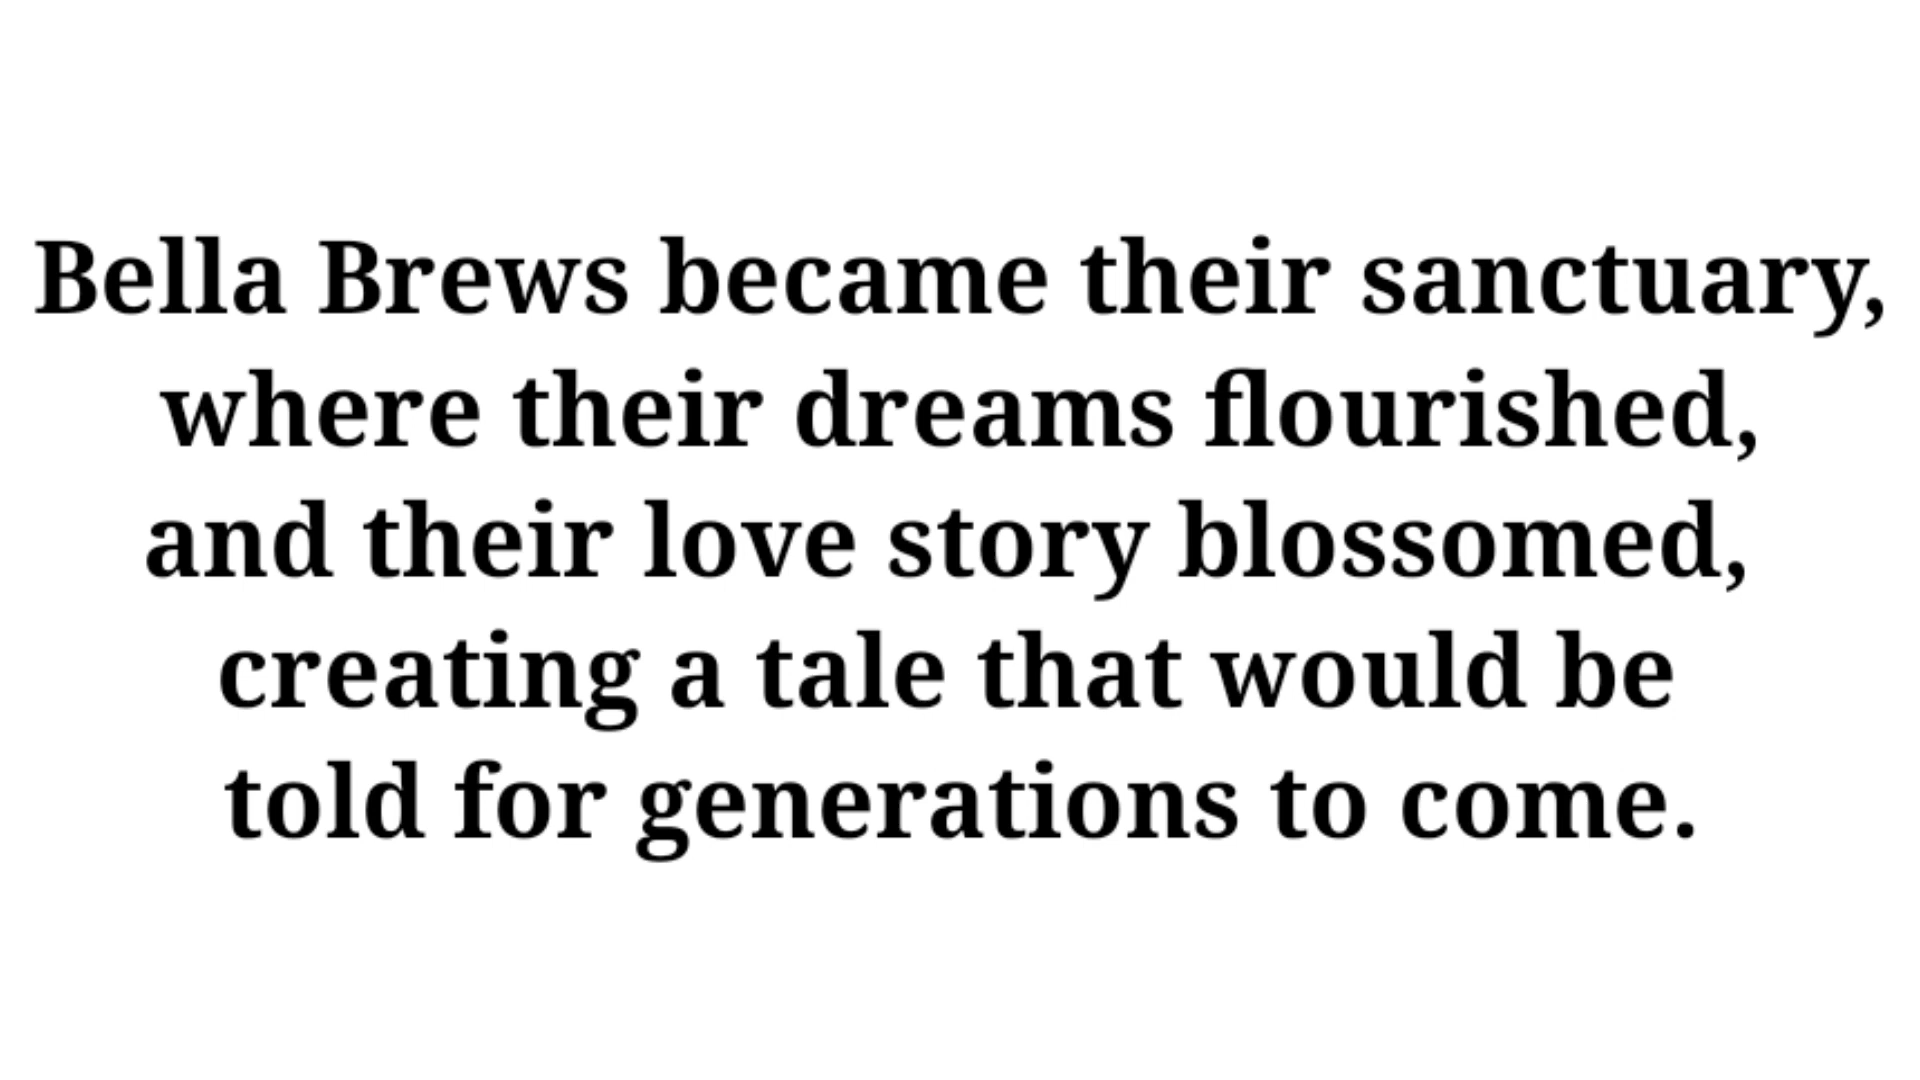 Bella Brews became their sanctuary,
where their dreams flourished,
and their love story blossomed,
creating a tale that would be
told for generations to come.